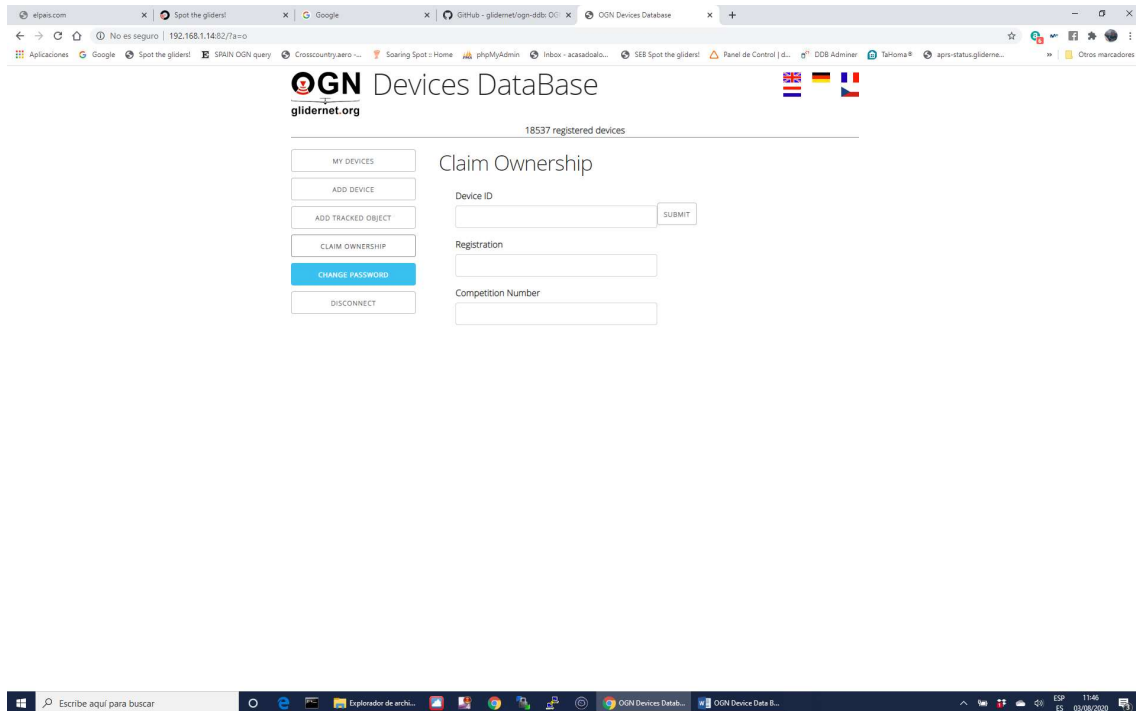 elpais.com
Spot the gliders!
Google
GitHub - glidernet/ogn-ddb: OG
OGN Devices Database
No es seguro | 192.168.1.14:82/?a=o
Aplicaciones Google Spot the gliders! SPAIN OGN query Crosscountry.aero -... Soaring Spot :: Home phpMyAdmin Inbox - acasadoalo... SEB Spot the gliders! Panel de Control | d... DDB Adminer TaHoma® aprs-status.gliderne... » Otros marcadores
OGN Devices DataBase
glidernet.org
18537 registered devices
MY DEVICES
ADD DEVICE
ADD TRACKED OBJECT
CLAIM OWNERSHIP
CHANGE PASSWORD
DISCONNECT
Claim Ownership
Device ID
SUBMIT
Registration
Competition Number
Escribe aquí para buscar
Explorador de archi...
OGN Devices Datab...
OGN Device Data B...
ESP
ES
11:46
03/08/2020